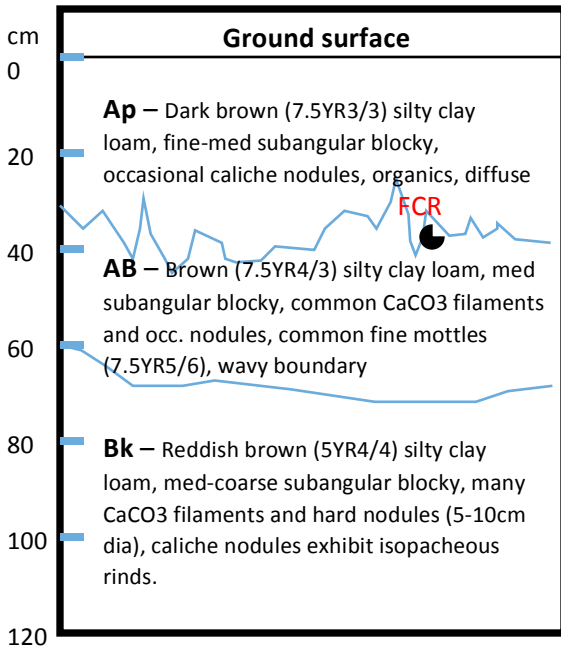 cm
Ground surface
0
Ap – Dark brown (7.5YR3/3) silty clay
loam, fine-med subangular blocky,
20
occasional caliche nodules, organics, diffuse
FCR
40
AB – Brown (7.5YR4/3) silty clay loam, med
subangular blocky, common CaCO3 filaments
and occ. nodules, common fine mottles
60
(7.5YR5/6), wavy boundary
80
Bk – Reddish brown (5YR4/4) silty clay
loam, med-coarse subangular blocky, many
CaCO3 filaments and hard nodules (5-10cm
100
dia), caliche nodules exhibit isopacheous
rinds.
120